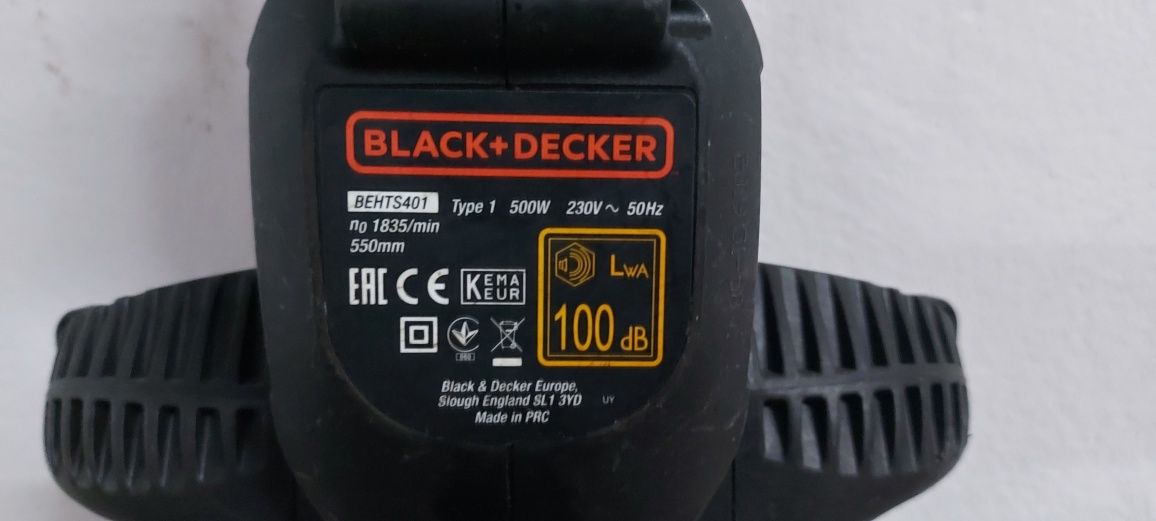 BLACK+DECKER
BEHTS401 Type 1 500W 230V ~ 50Hz
n0 1835/min
550mm
EAC CE KEMA KEUR
LWA
100 dB
Black & Decker Europe,
Slough England SL1 3YD UY
Made in PRC